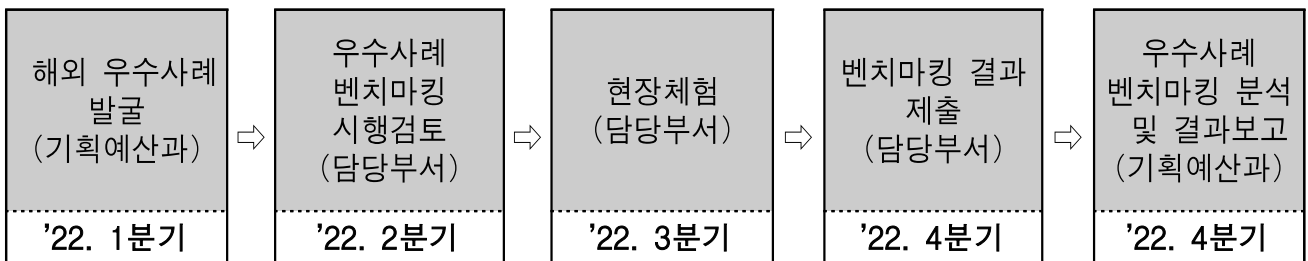 해외 우수사례
발굴
(기획예산과)
'22. 1분기
⇨
우수사례
벤치마킹
시행검토
(담당부서)
'22. 2분기
⇨
현장체험
(담당부서)
'22. 3분기
⇨
벤치마킹 결과
제출
(담당부서)
'22. 4분기
⇨
우수사례
벤치마킹 분석
및 결과보고
(기획예산과)
'22. 4분기